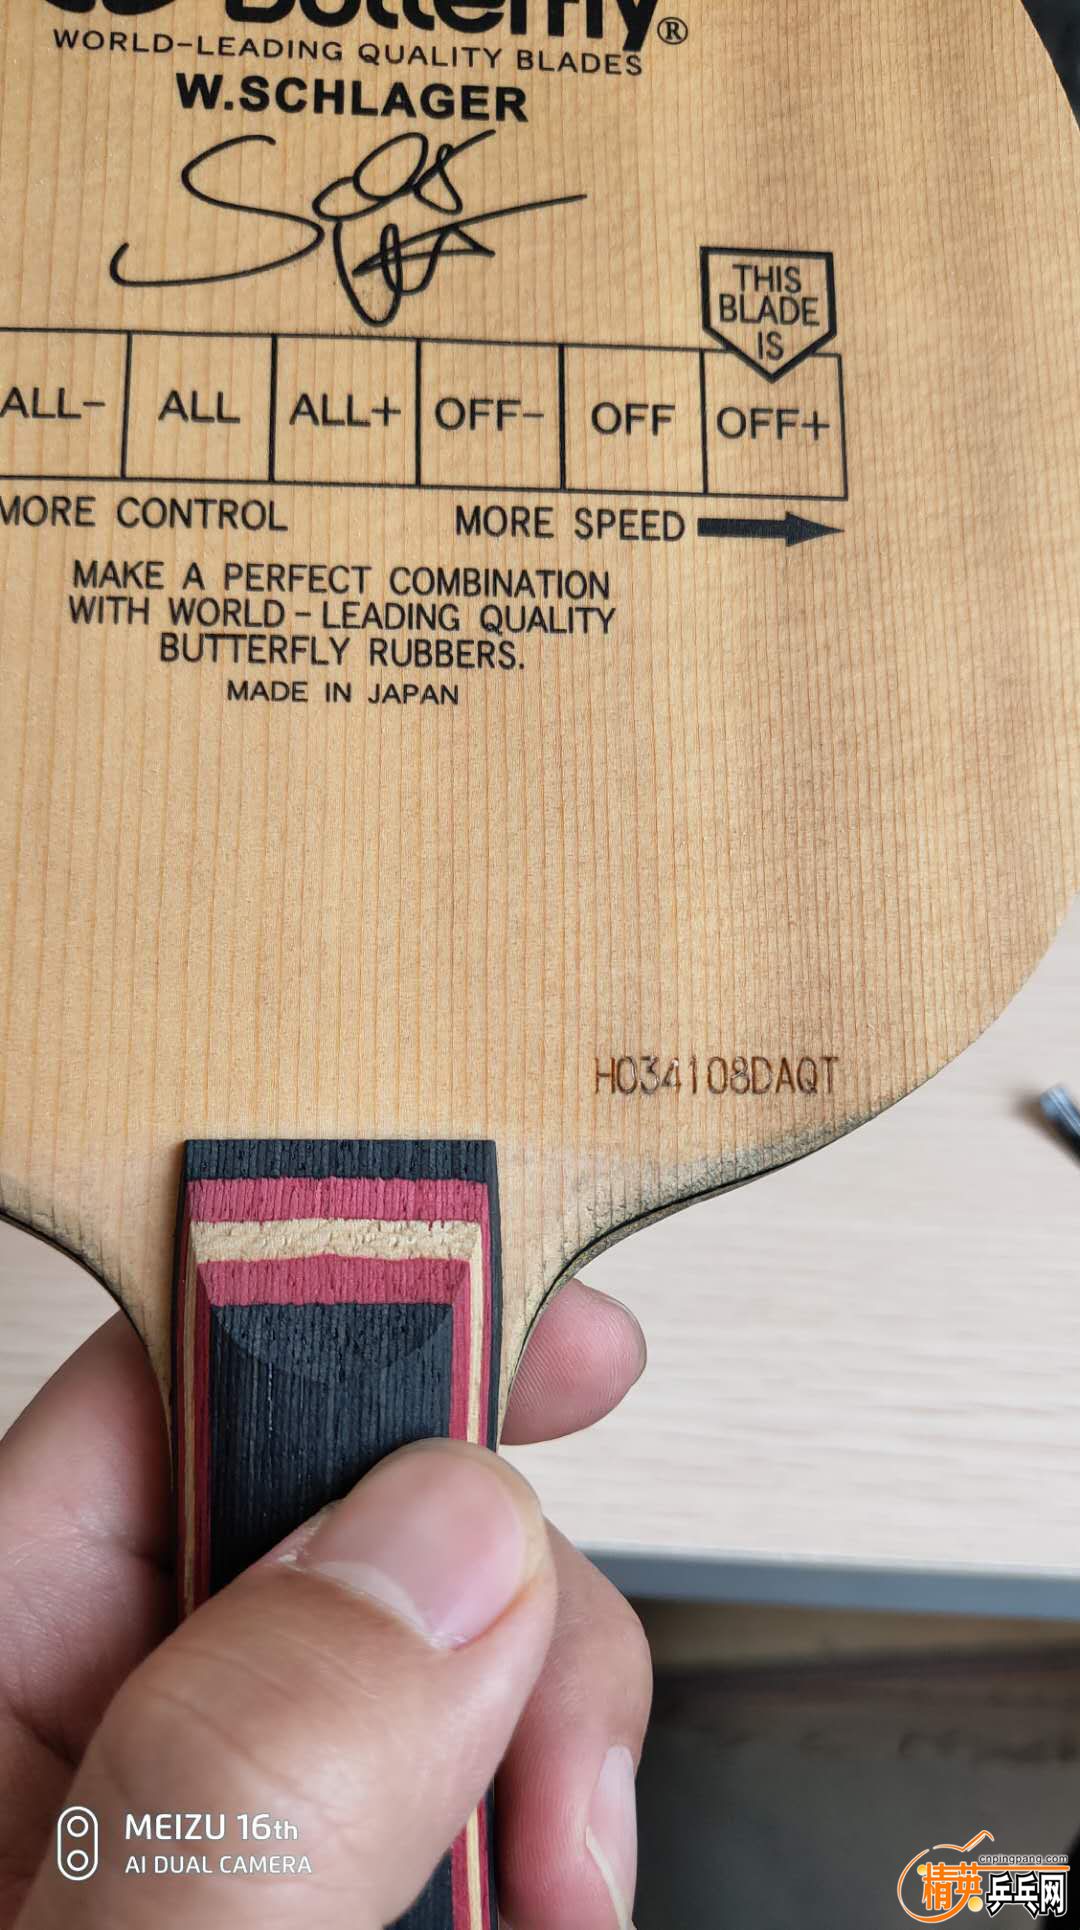 Butterfly®
WORLD-LEADING QUALITY BLADES
W.SCHLAGER
THIS
BLADE
IS
ALL- ALL ALL+ OFF- OFF OFF+
MORE CONTROL MORE SPEED
MAKE A PERFECT COMBINATION
WITH WORLD-LEADING QUALITY
BUTTERFLY RUBBERS.
MADE IN JAPAN
H034108DAQT
MEIZU 16th
AI DUAL CAMERA
cnpingpang.com
精英乒乓网